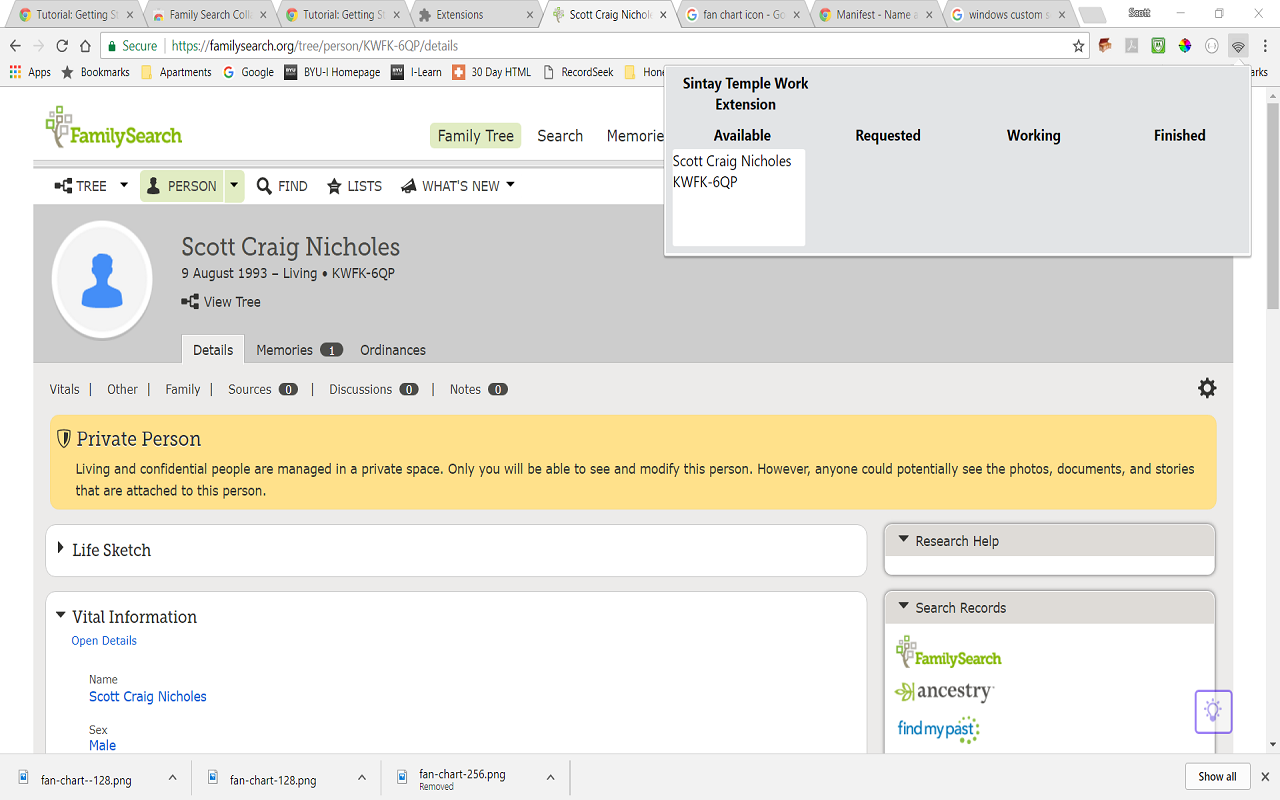 Tutorial: Getting St
Family Search Coll
Tutorial: Getting St
Extensions
Scott Craig Nichole
fan chart icon - Go
Manifest - Name a
windows custom s
Scott
Secure
https://familysearch.org/tree/person/KWFK-6QP/details
Apps
Bookmarks
Apartments
Google
BYU-I Homepage
I-Learn
30 Day HTML
RecordSeek
Hon
arks
Sintay Temple Work
Extension
Available
Requested
Working
Finished
Scott Craig Nicholes
KWFK-6QP
FamilySearch
Family Tree
Search
Memorie
TREE
PERSON
FIND
LISTS
WHAT'S NEW
Scott Craig Nicholes
9 August 1993 – Living • KWFK-6QP
View Tree
Details
Memories 1
Ordinances
Vitals |
Other |
Family |
Sources 0 |
Discussions 0 |
Notes 0
Private Person
Living and confidential people are managed in a private space. Only you will be able to see and modify this person. However, anyone could potentially see the photos, documents, and stories
that are attached to this person.
Life Sketch
Research Help
Vital Information
Open Details
Name
Scott Craig Nicholes
Sex
Male
Search Records
FamilySearch
ancestry
findmypast
fan-chart--128.png
fan-chart-128.png
fan-chart-256.png
Removed
Show all